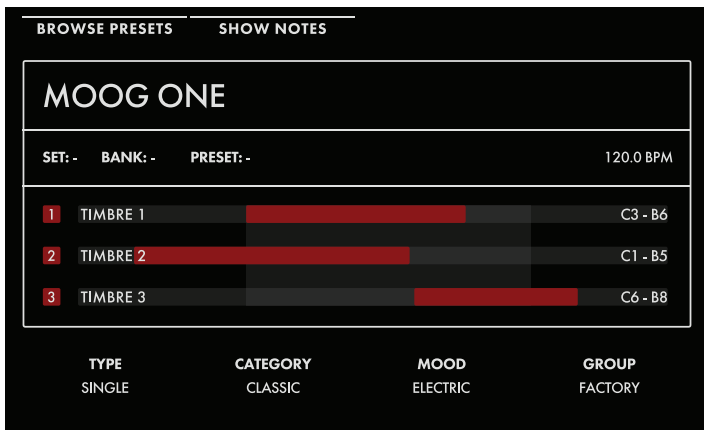 BROWSE PRESETS SHOW NOTES
MOOG ONE
SET: - BANK: - PRESET: - 120.0 BPM
1 TIMBRE 1 C3 - B6
2 TIMBRE 2 C1 - B5
3 TIMBRE 3 C6 - B8
TYPE CATEGORY MOOD GROUP
SINGLE CLASSIC ELECTRIC FACTORY